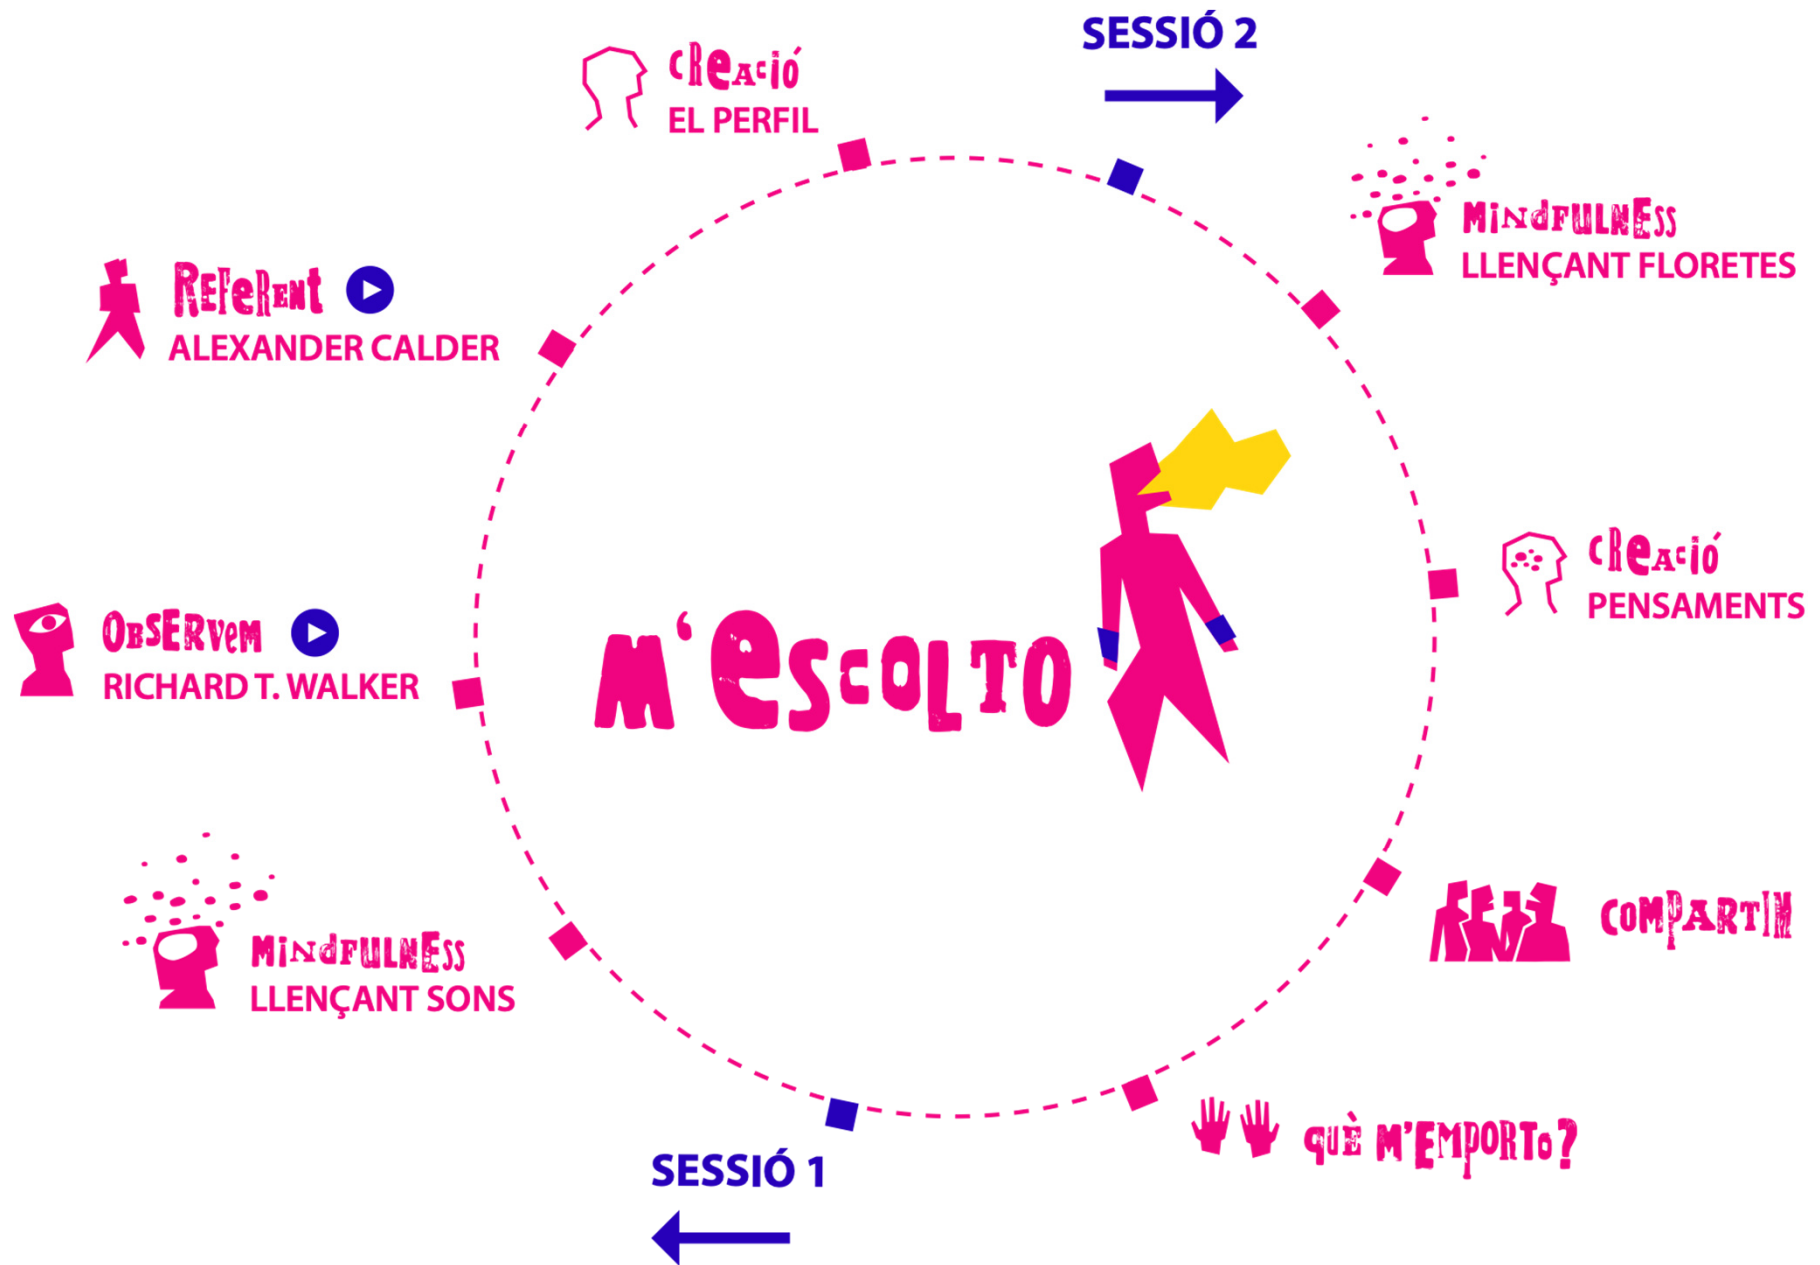 SESSIÓ 2
CREACIÓ
EL PERFIL
MINDFULNESS
LLENÇANT FLORETES
REFERENT
ALEXANDER CALDER
CREACIÓ
PENSAMENTS
OBSERVEM
RICHARD T. WALKER
M'ESCOLTO
COMPARTIM
MINDFULNESS
LLENÇANT SONS
QUÈ M'EMPORTO?
SESSIÓ 1